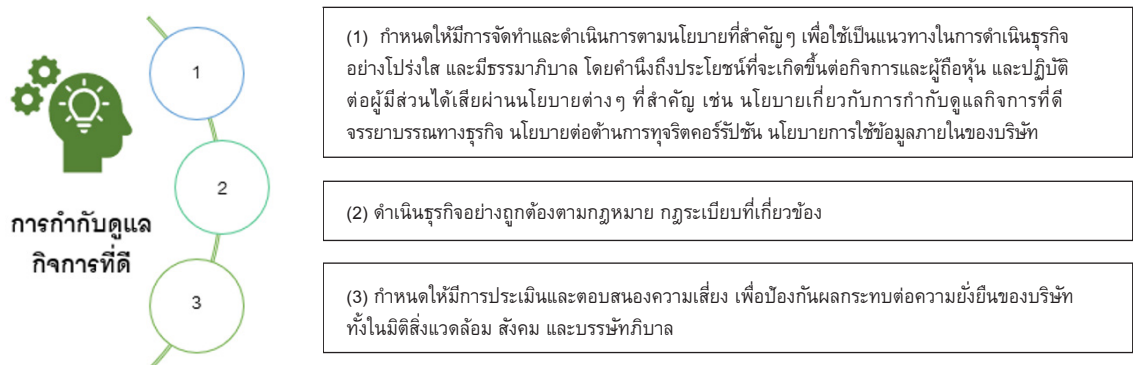 การกำกับดูแล
กิจการที่ดี
1
(1) กำหนดให้มีการจัดทำและดำเนินการตามนโยบายที่สำคัญๆ เพื่อใช้เป็นแนวทางในการดำเนินธุรกิจ
อย่างโปร่งใส และมีธรรมาภิบาล โดยคำนึงถึงประโยชน์ที่จะเกิดขึ้นต่อกิจการและผู้ถือหุ้น และปฏิบัติ
ต่อผู้มีส่วนได้เสียผ่านนโยบายต่างๆ ที่สำคัญ เช่น นโยบายเกี่ยวกับการกำกับดูแลกิจการที่ดี
จรรยาบรรณทางธุรกิจ นโยบายต่อต้านการทุจริตคอร์รัปชัน นโยบายการใช้ข้อมูลภายในของบริษัท
2
(2) ดำเนินธุรกิจอย่างถูกต้องตามกฎหมาย กฎระเบียบที่เกี่ยวข้อง
3
(3) กำหนดให้มีการประเมินและตอบสนองความเสี่ยง เพื่อป้องกันผลกระทบต่อความยั่งยืนของบริษัท
ทั้งในมิติสิ่งแวดล้อม สังคม และบรรษัทภิบาล